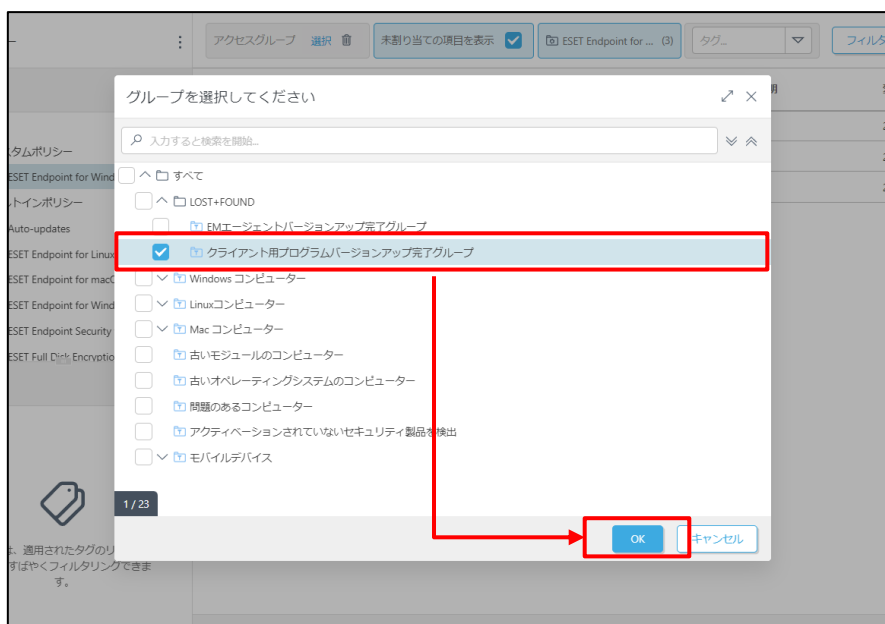 アクセスグループ 選択
未割り当ての項目を表示
ESET Endpoint for ... (3)
タグ...
フィルタ
グループを選択してください
入力すると検索を開始...
すべて
LOST+FOUND
EMエージェントバージョンアップ完了グループ
クライアント用プログラムバージョンアップ完了グループ
Windows コンピューター
Linuxコンピューター
Mac コンピューター
古いモジュールのコンピューター
古いオペレーティングシステムのコンピューター
問題のあるコンピューター
アクティベーションされていないセキュリティ製品を検出
モバイルデバイス
1 / 23
OK
キャンセル
スタムポリシー
ESET Endpoint for Wind
トインポリシー
Auto-updates
ESET Endpoint for Linux
ESET Endpoint for macO
ESET Endpoint for Wind
ESET Endpoint Security
ESET Full Disk Encryptio
適用されたタグのリ
すばやくフィルタリングできま
す。